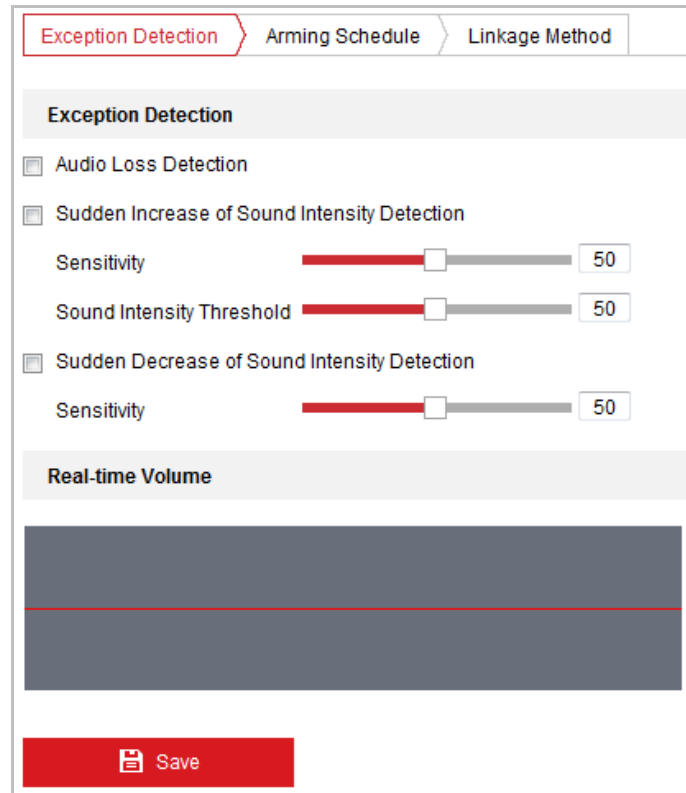 Exception Detection Arming Schedule Linkage Method
Exception Detection
Audio Loss Detection
Sudden Increase of Sound Intensity Detection
Sensitivity 50
Sound Intensity Threshold 50
Sudden Decrease of Sound Intensity Detection
Sensitivity 50
Real-time Volume
Save